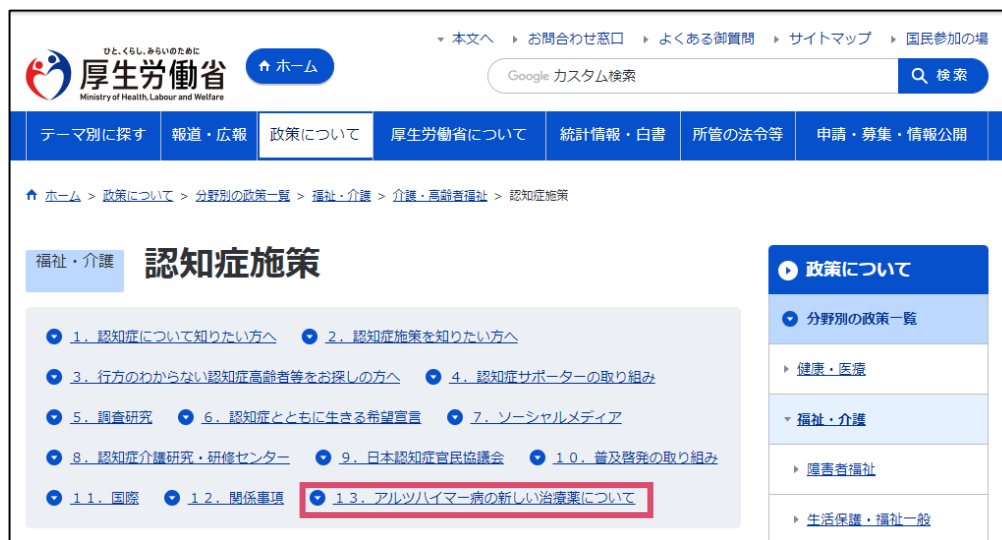 本文へ お問合わせ窓口 よくある御質問 サイトマップ 国民参加の場
ひと、くらし、みらいのために
厚生労働省
Ministry of Health, Labour and Welfare
ホーム
Google カスタム検索
検索
テーマ別に探す 報道・広報 政策について 厚生労働省について 統計情報・白書 所管の法令等 申請・募集・情報公開
ホーム > 政策について > 分野別の政策一覧 > 福祉・介護 > 介護・高齢者福祉 > 認知症施策
福祉・介護 認知症施策
1. 認知症について知りたい方へ 2. 認知症施策を知りたい方へ
3. 行方のわからない認知症高齢者等をお探しの方へ 4. 認知症サポーターの取り組み
5. 調査研究 6. 認知症とともに生きる希望宣言 7. ソーシャルメディア
8. 認知症介護研究・研修センター 9. 日本認知症官民協議会 10. 普及啓発の取り組み
11. 国際 12. 関係事項 13. アルツハイマー病の新しい治療薬について
政策について
分野別の政策一覧
健康・医療
福祉・介護
障害者福祉
生活保護・福祉一般